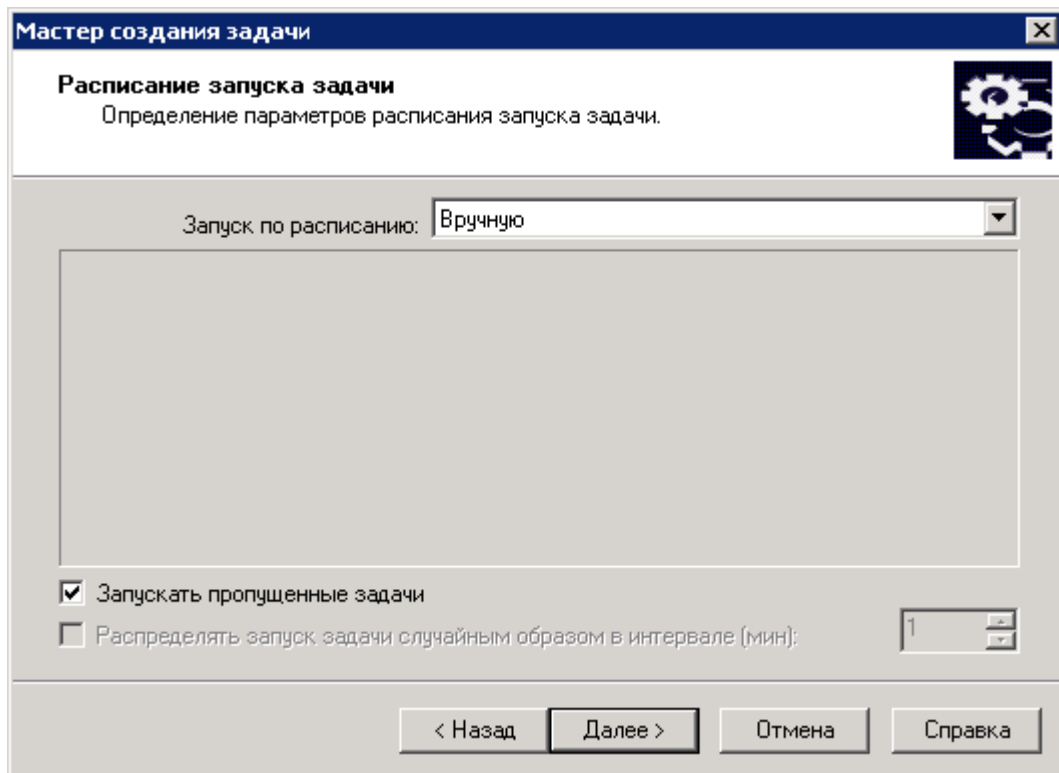 Мастер создания задачи
Расписание запуска задачи
Определение параметров расписания запуска задачи.
Запуск по расписанию: Вручную
Запускать пропущенные задачи
Распределять запуск задачи случайным образом в интервале (мин): 1
< Назад Далее > Отмена Справка